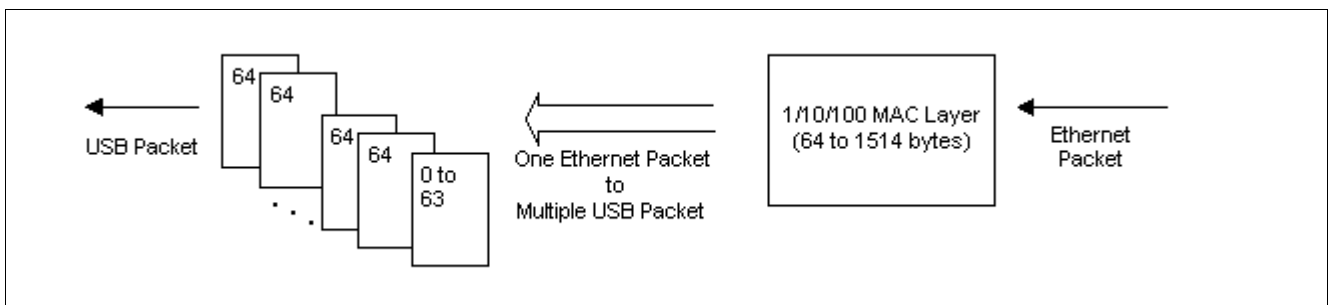 64
64
64
64
0 to
63
USB Packet
One Ethernet Packet
to
Multiple USB Packet
1/10/100 MAC Layer
(64 to 1514 bytes)
Ethernet
Packet